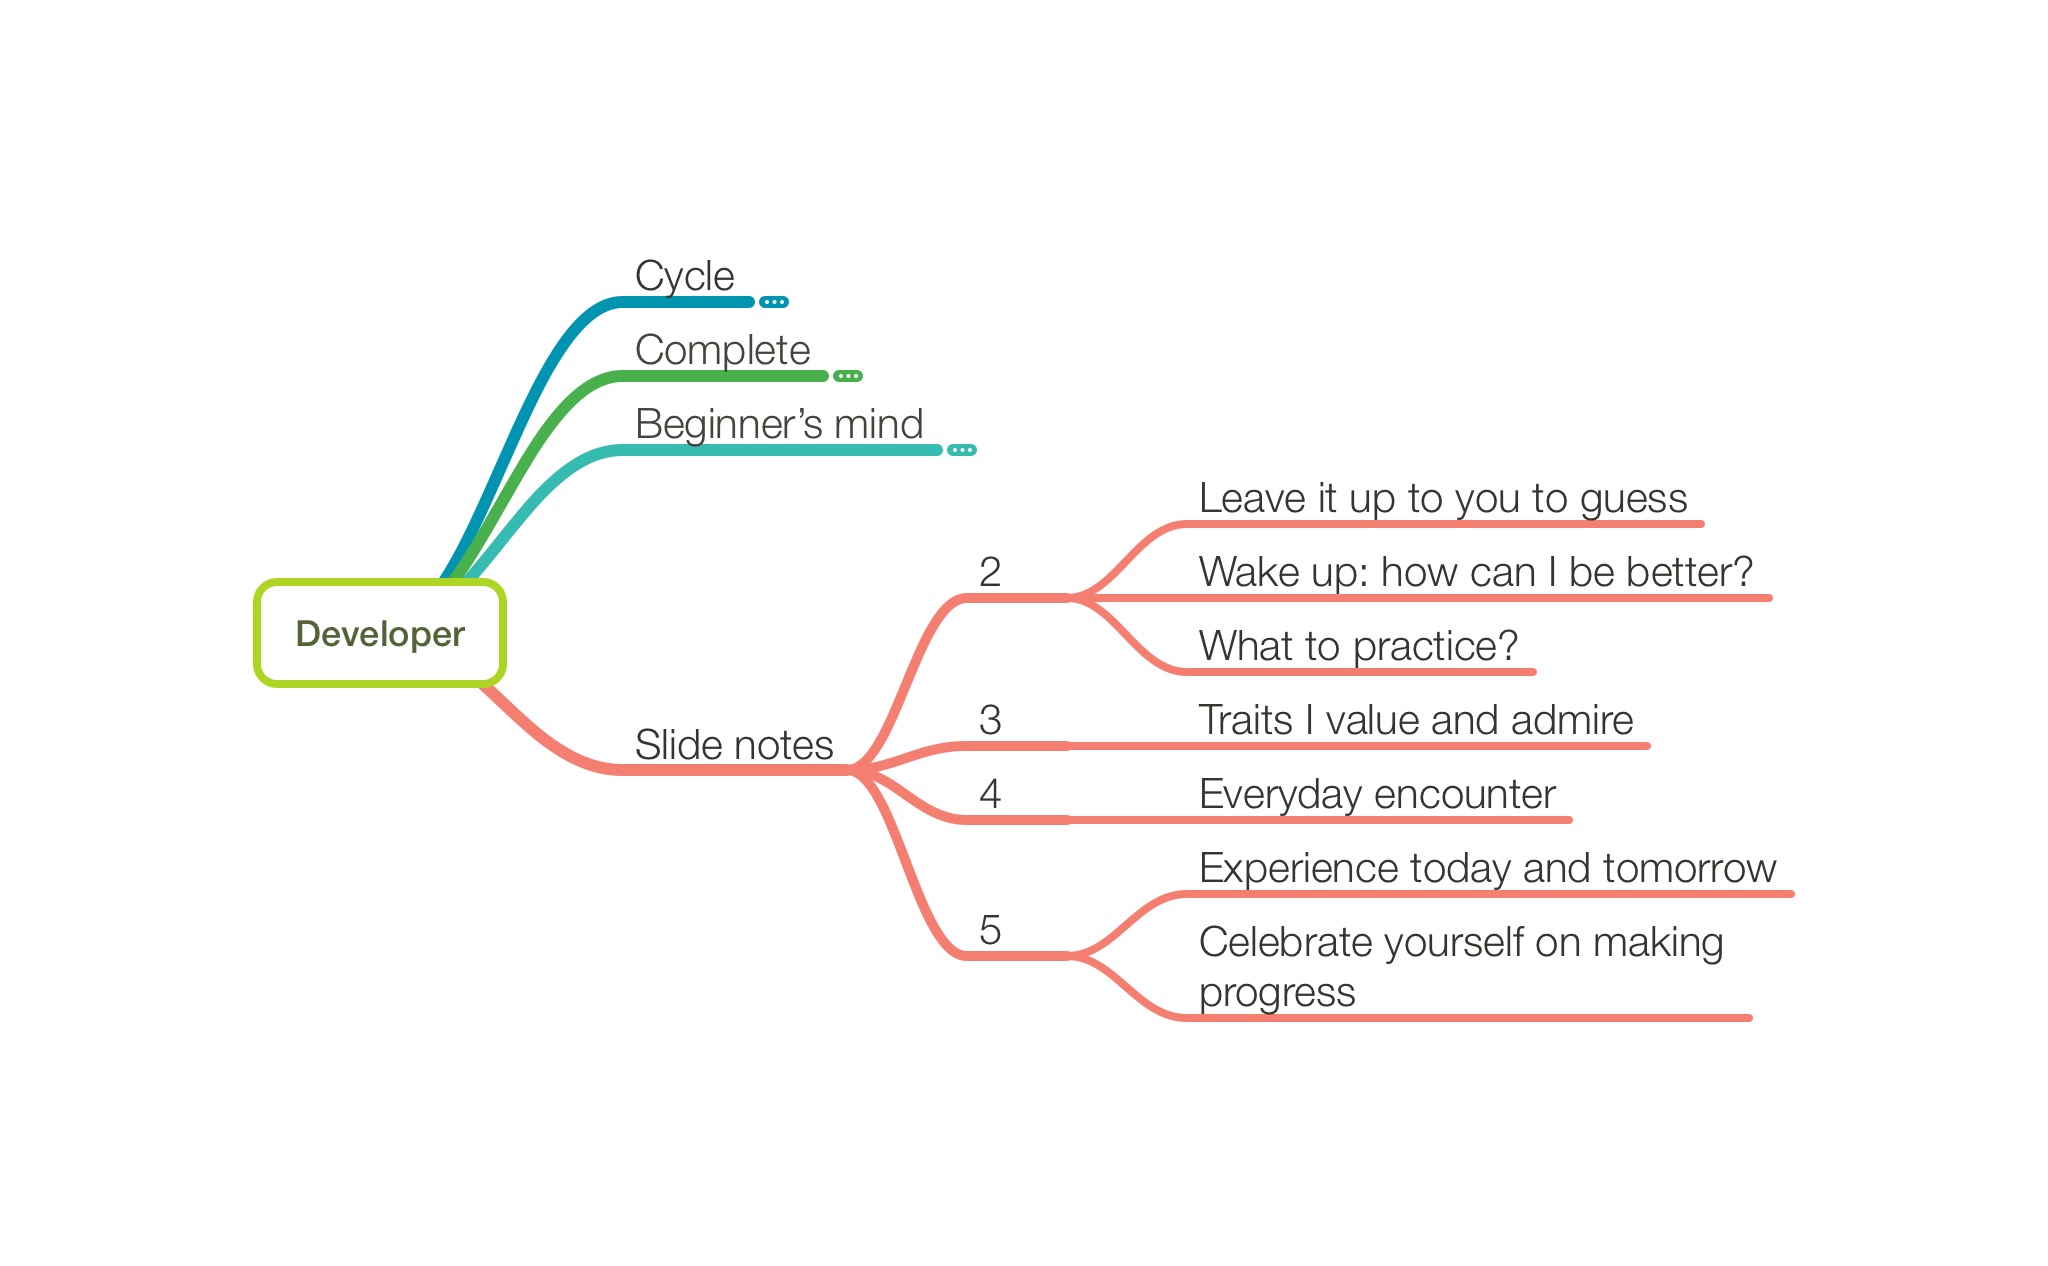 Cycle
Complete
Beginner’s mind
Developer
Slide notes
2
Leave it up to you to guess
Wake up: how can I be better?
What to practice?
3
Traits I value and admire
4
Everyday encounter
5
Experience today and tomorrow
Celebrate yourself on making
progress